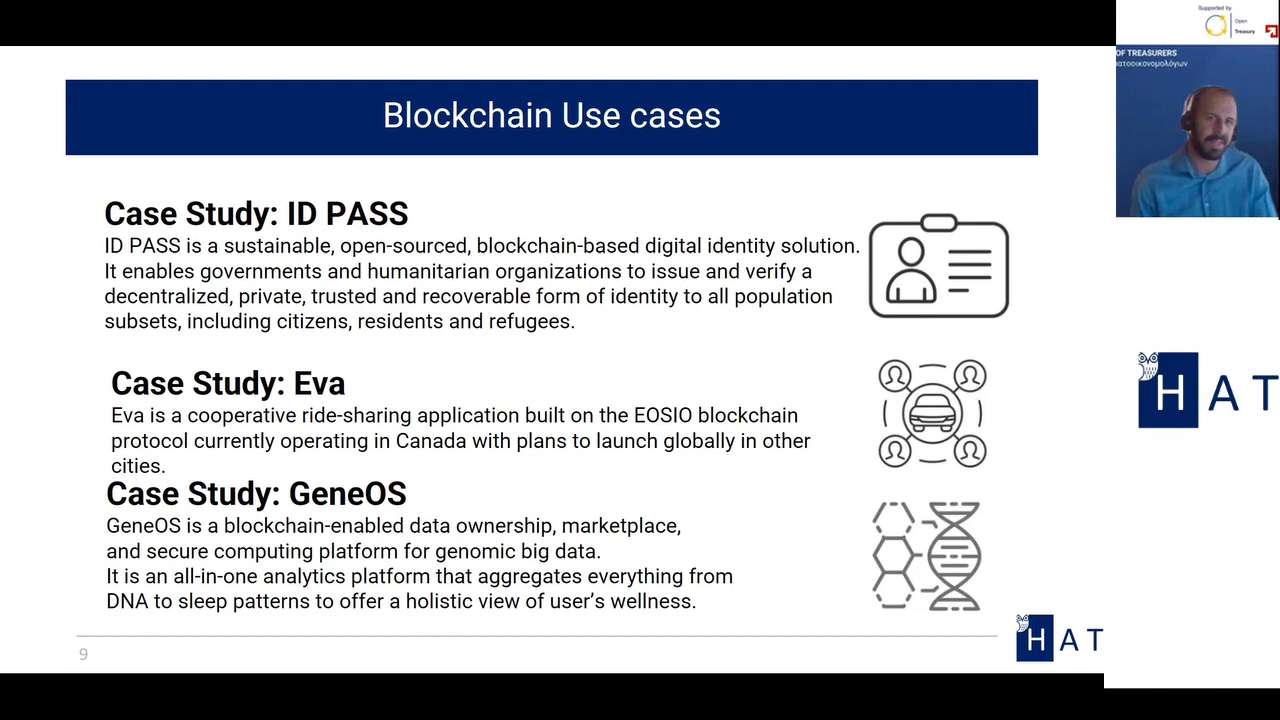 Supported by
Open
Treasury
OF TREASURERS
ματοοικονομολόγων
Blockchain Use cases
Case Study: ID PASS
ID PASS is a sustainable, open-sourced, blockchain-based digital identity solution.
It enables governments and humanitarian organizations to issue and verify a
decentralized, private, trusted and recoverable form of identity to all population
subsets, including citizens, residents and refugees.
Case Study: Eva
Eva is a cooperative ride-sharing application built on the EOSIO blockchain
protocol currently operating in Canada with plans to launch globally in other
cities.
Case Study: GeneOS
GeneOS is a blockchain-enabled data ownership, marketplace,
and secure computing platform for genomic big data.
It is an all-in-one analytics platform that aggregates everything from
DNA to sleep patterns to offer a holistic view of user's wellness.
9
HAT
HAT